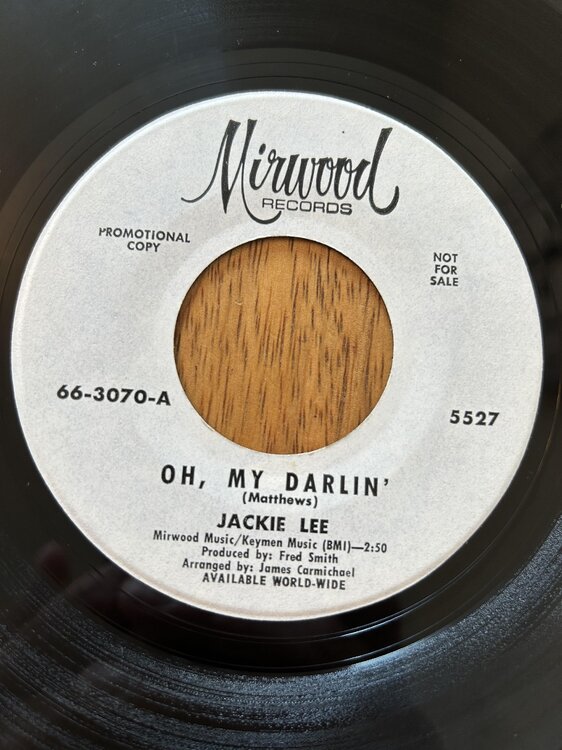 Mirwood
RECORDS
PROMOTIONAL
COPY
NOT
FOR
SALE
66-3070-A
5527
OH, MY DARLIN'
(Matthews)
JACKIE LEE
Mirwood Music/Keymen Music (BMI)—2:50
Produced by: Fred Smith
Arranged by: James Carmichael
AVAILABLE WORLD-WIDE